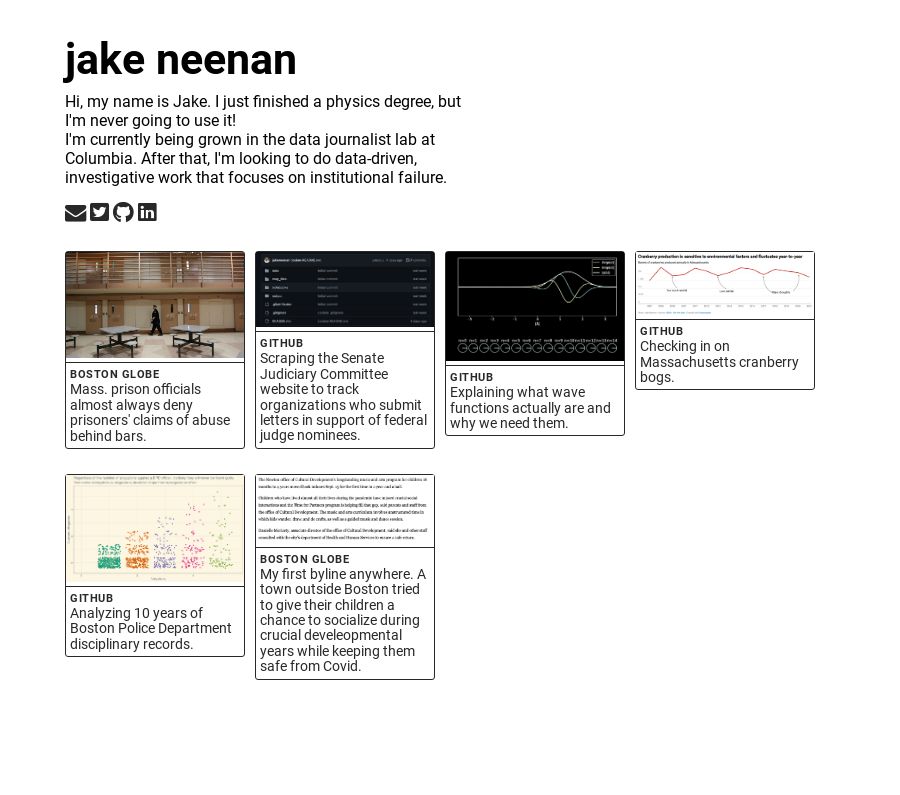 jake neenan
Hi, my name is Jake. I just finished a physics degree, but
I'm never going to use it!
I'm currently being grown in the data journalist lab at
Columbia. After that, I'm looking to do data-driven,
investigative work that focuses on institutional failure.
BOSTON GLOBE
Mass. prison officials
almost always deny
prisoners' claims of abuse
behind bars.
GITHUB
Scraping the Senate
Judiciary Committee
website to track
organizations who submit
letters in support of federal
judge nominees.
GITHUB
Explaining what wave
functions actually are and
why we need them.
Cranberry production is sensitive to environmental factors and fluctuates year-to-year
GITHUB
Checking in on
Massachusetts cranberry
bogs.
GITHUB
Analyzing 10 years of
Boston Police Department
disciplinary records.
BOSTON GLOBE
My first byline anywhere. A
town outside Boston tried
to give their children a
chance to socialize during
crucial develeopmental
years while keeping them
safe from Covid.